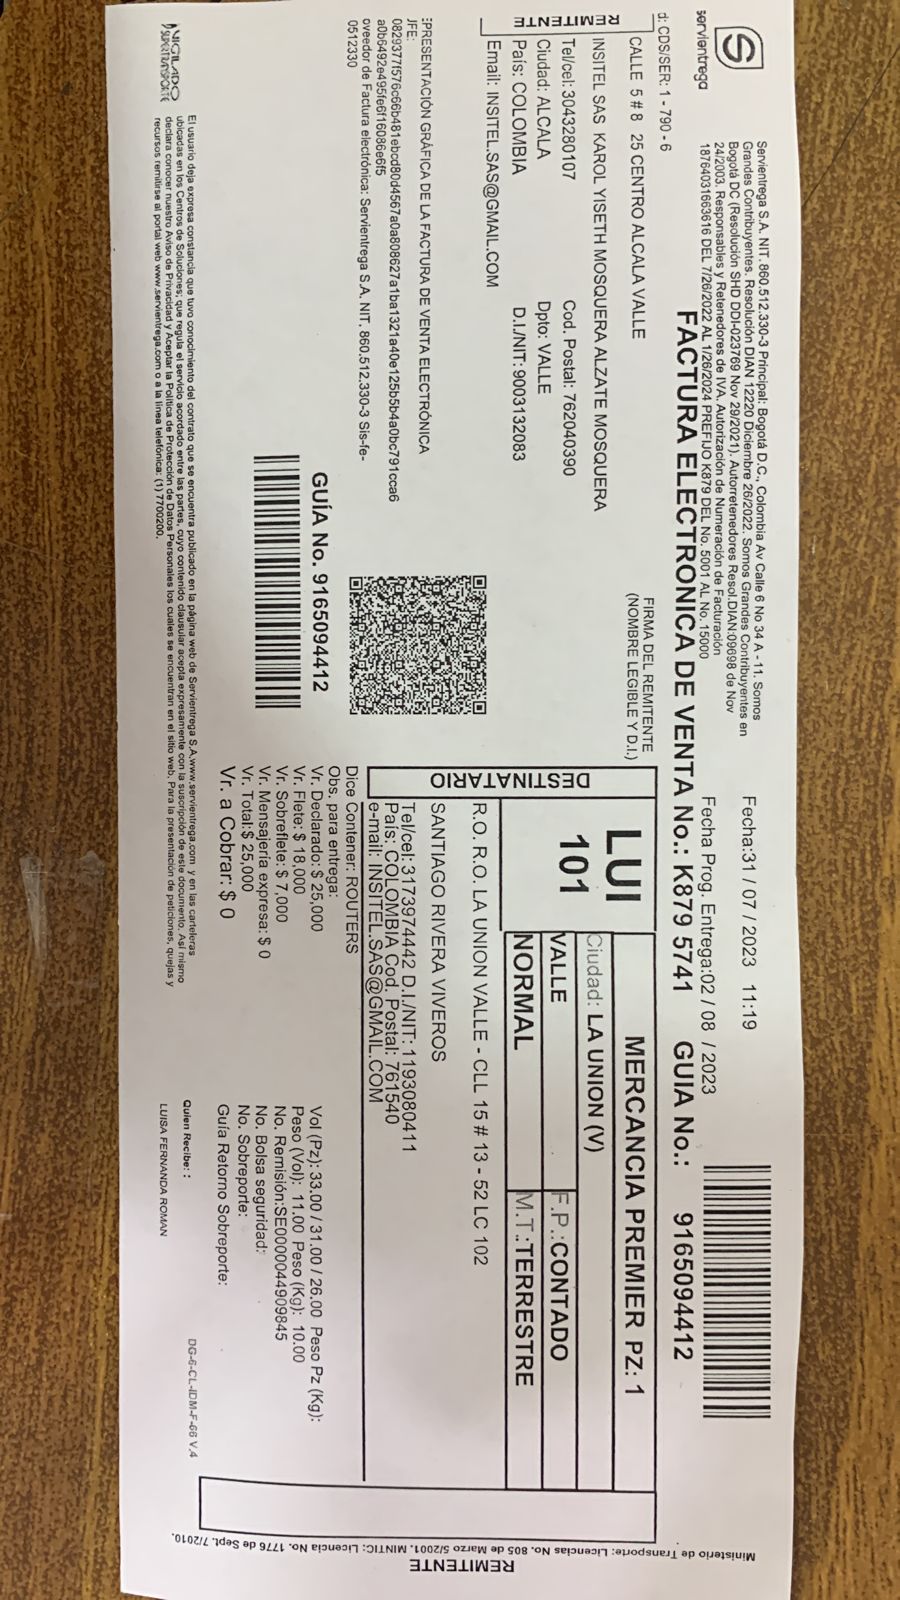 servientrega
Servientrega S.A. NIT. 860.512.330-3 Principal: Bogotá D.C., Colombia Av Calle 6 No 34 A - 11. Somos
Grandes Contribuyentes. Resolución DIAN 12220 Diciembre 26/2022. Somos Grandes Contribuyentes en
Bogotá DC (Resolución SHD DDI-023769 Nov 29/2021). Autorretenedores Resol.DIAN:09698 de Nov
24/2003. Responsables y Retenedores de IVA. Autorización de Numeración de Facturación
18764031663616 DEL 7/26/2022 AL 1/26/2024 PREFIJO K879 DEL No. 5001 AL No. 15000
Fecha:31 / 07 / 2023 11:19
Fecha Prog. Entrega:02 / 08 / 2023
FACTURA ELECTRONICA DE VENTA No.: K879 5741 GUIA No.: 9165094412
d: CDS/SER: 1 - 790 - 6
REMITENTE
CALLE 5 # 8 25 CENTRO ALCALA VALLE
INSITEL SAS KAROL YISETH MOSQUERA ALZATE MOSQUERA
Tel/cel:3043280107 Cod. Postal: 762040390
Ciudad: ALCALA Dpto: VALLE
País: COLOMBIA D.I/NIT: 9003132083
Email: INSITEL.SAS@GMAIL.COM
FIRMA DEL REMITENTE
(NOMBRE LEGIBLE Y D.I.)
EPRESENTACIÓN GRÁFICA DE LA FACTURA DE VENTA ELECTRÓNICA
JFE:
0829377f576c66b481ebcd80d4567a0a808627a1ba1321a40e125b5b4a0bc791cca6
a0b6492e495fe6f16086e6f5
oveedor de Factura electrónica: Servientrega S.A. NIT. 860.512.330-3 Sis-fe-
0512330
GUÍA No. 9165094412
DESTINATARIO
LUI
101
MERCANCIA PREMIER PZ: 1
Ciudad: LA UNION (V)
VALLE F.P.:CONTADO
NORMAL M.T.:TERRESTRE
R.O. R.O. LA UNION VALLE - CLL 15 # 13 - 52 LC 102
SANTIAGO RIVERA VIVEROS
Tel/cel:3173974442 D.I/NIT: 1193080411
País: COLOMBIA Cod. Postal: 761540
e-mail: INSITEL.SAS@GMAIL.COM
Dice Contener: ROUTERS
Obs. para entrega:
Vr. Declarado: $ 25,000
Vr. Flete: $ 18,000
Vr. Sobreflete: $ 7,000
Vr. Mensajería expresa: $ 0
Vr. Total:$ 25,000
Vr. a Cobrar: $ 0
Vol (Pz): 33.00 / 31.00 / 26.00 Peso Pz (Kg):
Peso (Vol): 11.00 Peso (Kg): 10.00
No. Remisión:SE0000044909845
No. Bolsa seguridad:
No. Sobreporte:
Guía Retorno Sobreporte:
El usuario deja expresa constancia que tuvo conocimiento del contrato que se encuentra publicado en la página web de Servientrega S.A,www.servientrega.com y en las carteleras
ubicadas en los Centros de Soluciones; que regula el servicio acordado entre las partes, cuyo contenido clausular acepta expresamente con la suscripción de este documento. Así mismo
declara conocer nuestro Aviso de Privacidad y Aceptar la Política de Protección de Datos Personales los cuales se encuentran en el sitio web. Para la presentación de peticiones, quejas y
recursos remitirse al portal web www.servientrega.com o a la línea telefónica: (1) 7700200.
VIGILADO
SUPERTRANSPORTE
Quien Recibe: :
LUISA FERNANDA ROMAN
DG-6-CL-IDM-F-66 V.4
Ministerio de Transporte: Licencias No. 805 de Marzo 5/2001. MINTIC: Licencia No. 1776 de Sept. 7/2010.
REMITENTE